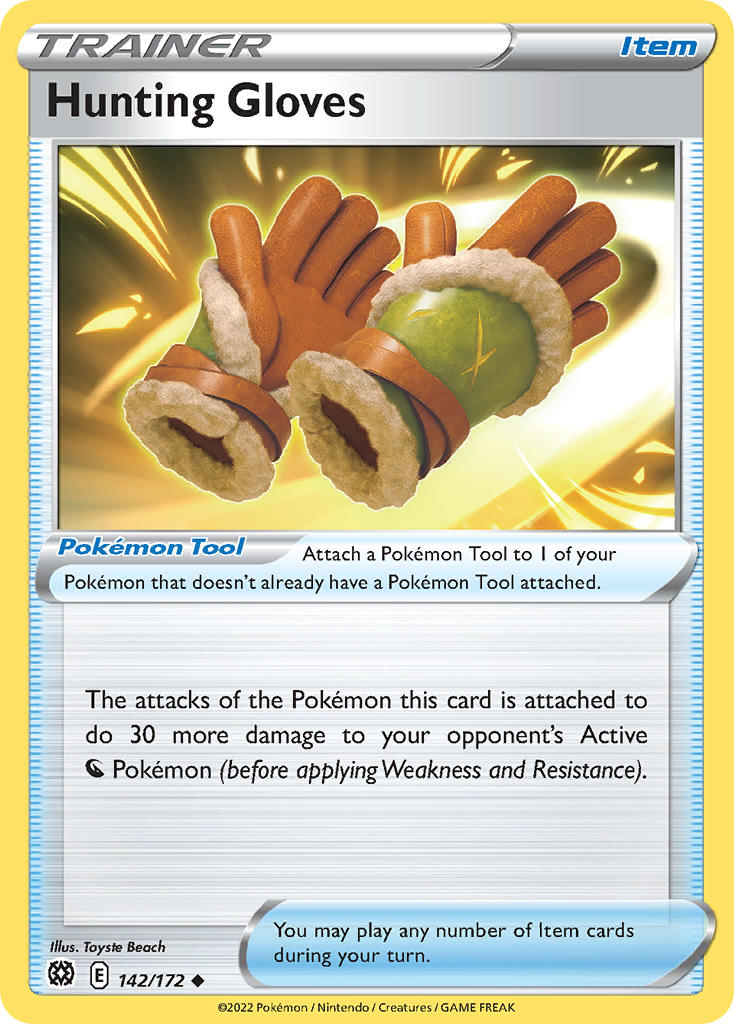 TRAINER
Item
Hunting Gloves
Pokémon Tool
Attach a Pokémon Tool to 1 of your
Pokémon that doesn't already have a Pokémon Tool attached.
The attacks of the Pokémon this card is attached to
do 30 more damage to your opponent's Active
Pokémon (before applying Weakness and Resistance).
You may play any number of Item cards
during your turn.
Illus. Toyste Beach
E 142/172
©2022 Pokémon / Nintendo / Creatures / GAME FREAK